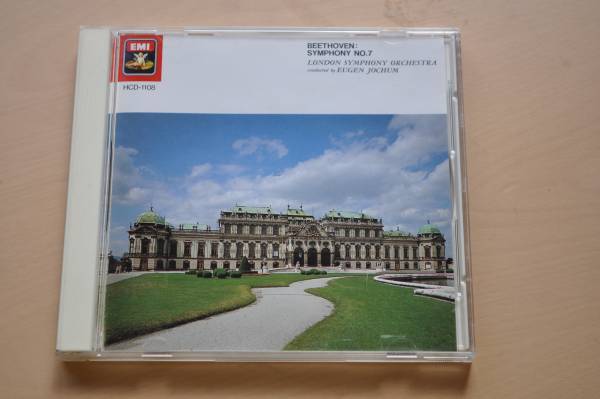 EMI
HCD-1108
BEETHOVEN:
SYMPHONY NO.7
LONDON SYMPHONY ORCHESTRA
conducted by EUGEN JOCHUM